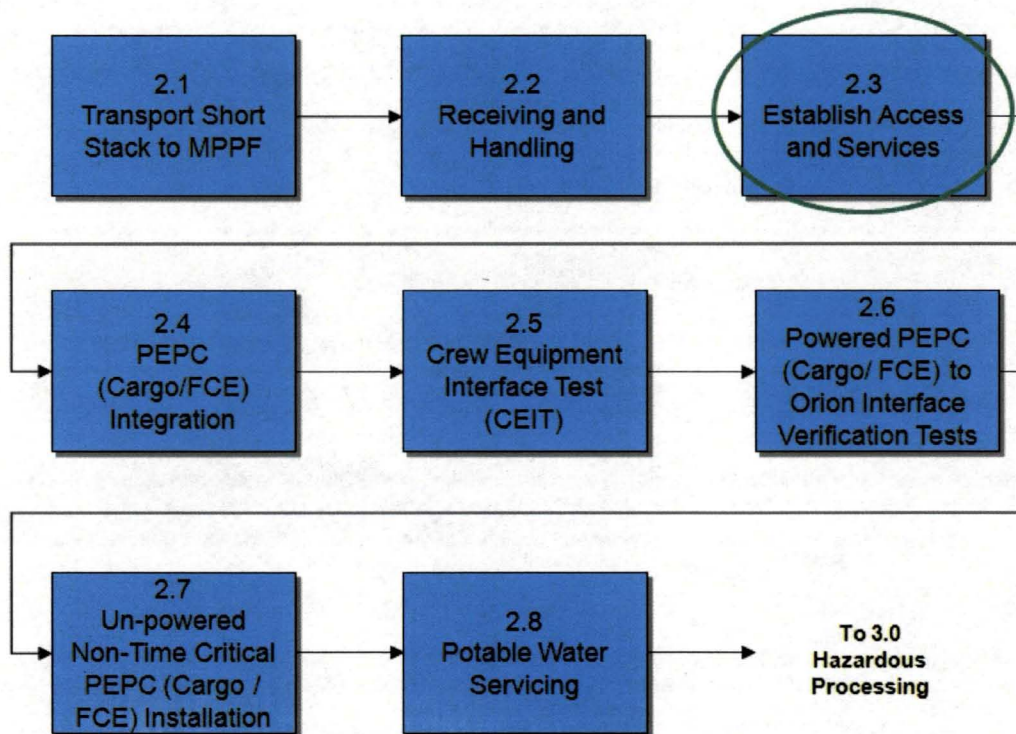 2.1
Transport Short
Stack to MPPF
2.2
Receiving and
Handling
2.3
Establish Access
and Services
2.4
PEPC
(Cargo/FCE)
Integration
2.5
Crew Equipment
Interface Test
(CEIT)
2.6
Powered PEPC
(Cargo/ FCE) to
Orion Interface
Verification Tests
2.7
Un-powered
Non-Time Critical
PEPC (Cargo /
FCE) Installation
2.8
Potable Water
Servicing
To 3.0
Hazardous
Processing